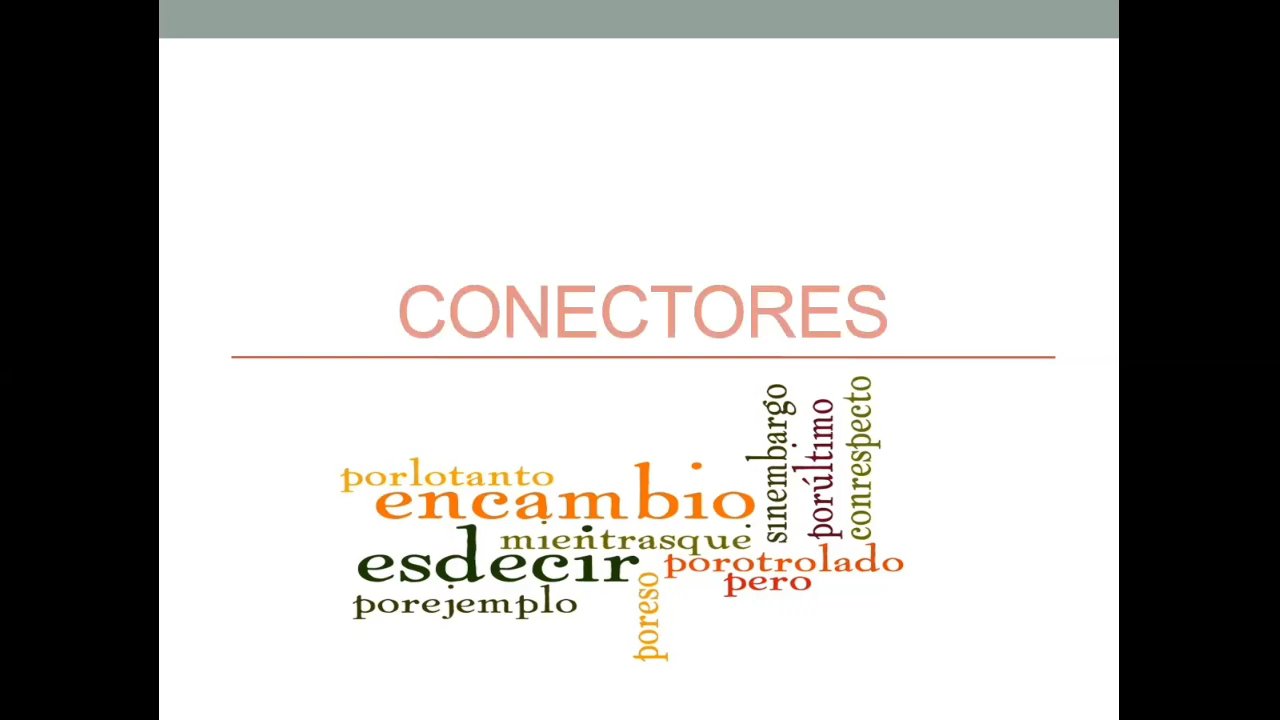 CONECTORES
porlotanto
encambio
sinembargo
porúltimo
conrespecto
mientrasque
esdecir
porotrolado
pero
porejemplo
poreso